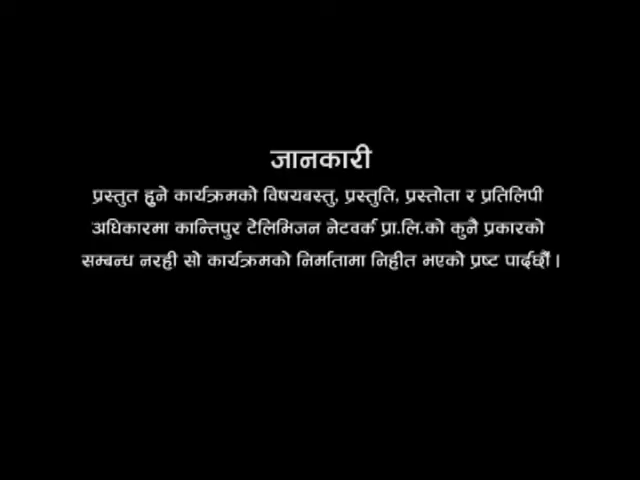 जानकारी
प्रस्तुत हुने कार्यक्रमको विषयबस्तु, प्रस्तुति, प्रस्तोता र प्रतिलिपी
अधिकारमा कान्तिपुर टेलिभिजन नेटवर्क प्रा.लि.को कुनै प्रकारको
सम्बन्ध नरही सो कार्यक्रमको निर्मातामा निहीत भएको प्रष्ट पार्दछौं ।